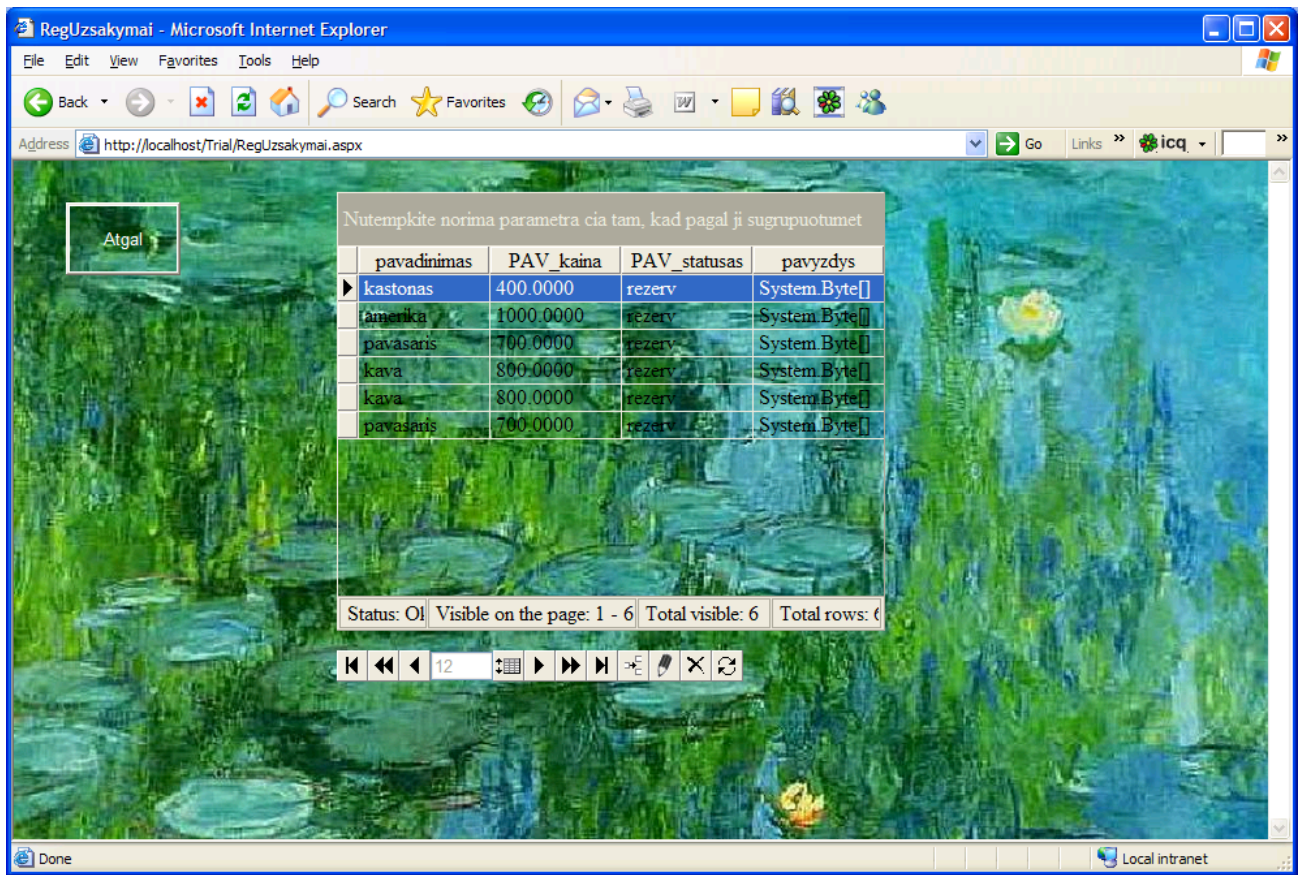 RegUzsakymai - Microsoft Internet Explorer
File Edit View Favorites Tools Help
Back Search Favorites
Address http://localhost/Trial/RegUzsakymai.aspx Go Links » icq »
Atgal
Nutempkite norima parametra cia tam, kad pagal ji sugrupuotumet
pavadinimas PAV_kaina PAV_statusas pavyzdys
kastonas 400.0000 rezerv System.Byte[]
amerika 1000.0000 rezerv System.Byte[]
pavasaris 700.0000 rezerv System.Byte[]
kava 800.0000 rezerv System.Byte[]
kava 800.0000 rezerv System.Byte[]
pavasaris 700.0000 rezerv System.Byte[]
Status: Visible on the page: 1 - 6 Total visible: 6 Total rows: 6
12
Done Local intranet